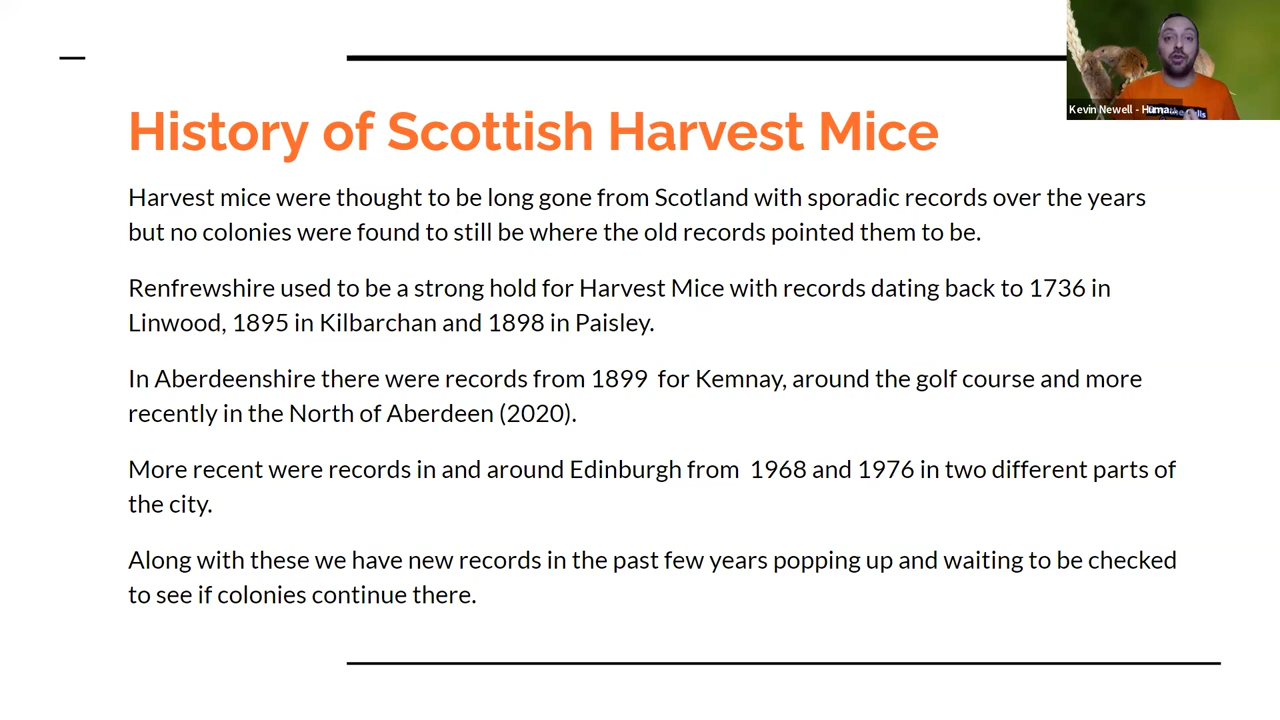 History of Scottish Harvest Mice
Kevin Newell - Huma...
Harvest mice were thought to be long gone from Scotland with sporadic records over the years
but no colonies were found to still be where the old records pointed them to be.
Renfrewshire used to be a strong hold for Harvest Mice with records dating back to 1736 in
Linwood, 1895 in Kilbarchan and 1898 in Paisley.
In Aberdeenshire there were records from 1899 for Kemnay, around the golf course and more
recently in the North of Aberdeen (2020).
More recent were records in and around Edinburgh from 1968 and 1976 in two different parts of
the city.
Along with these we have new records in the past few years popping up and waiting to be checked
to see if colonies continue there.